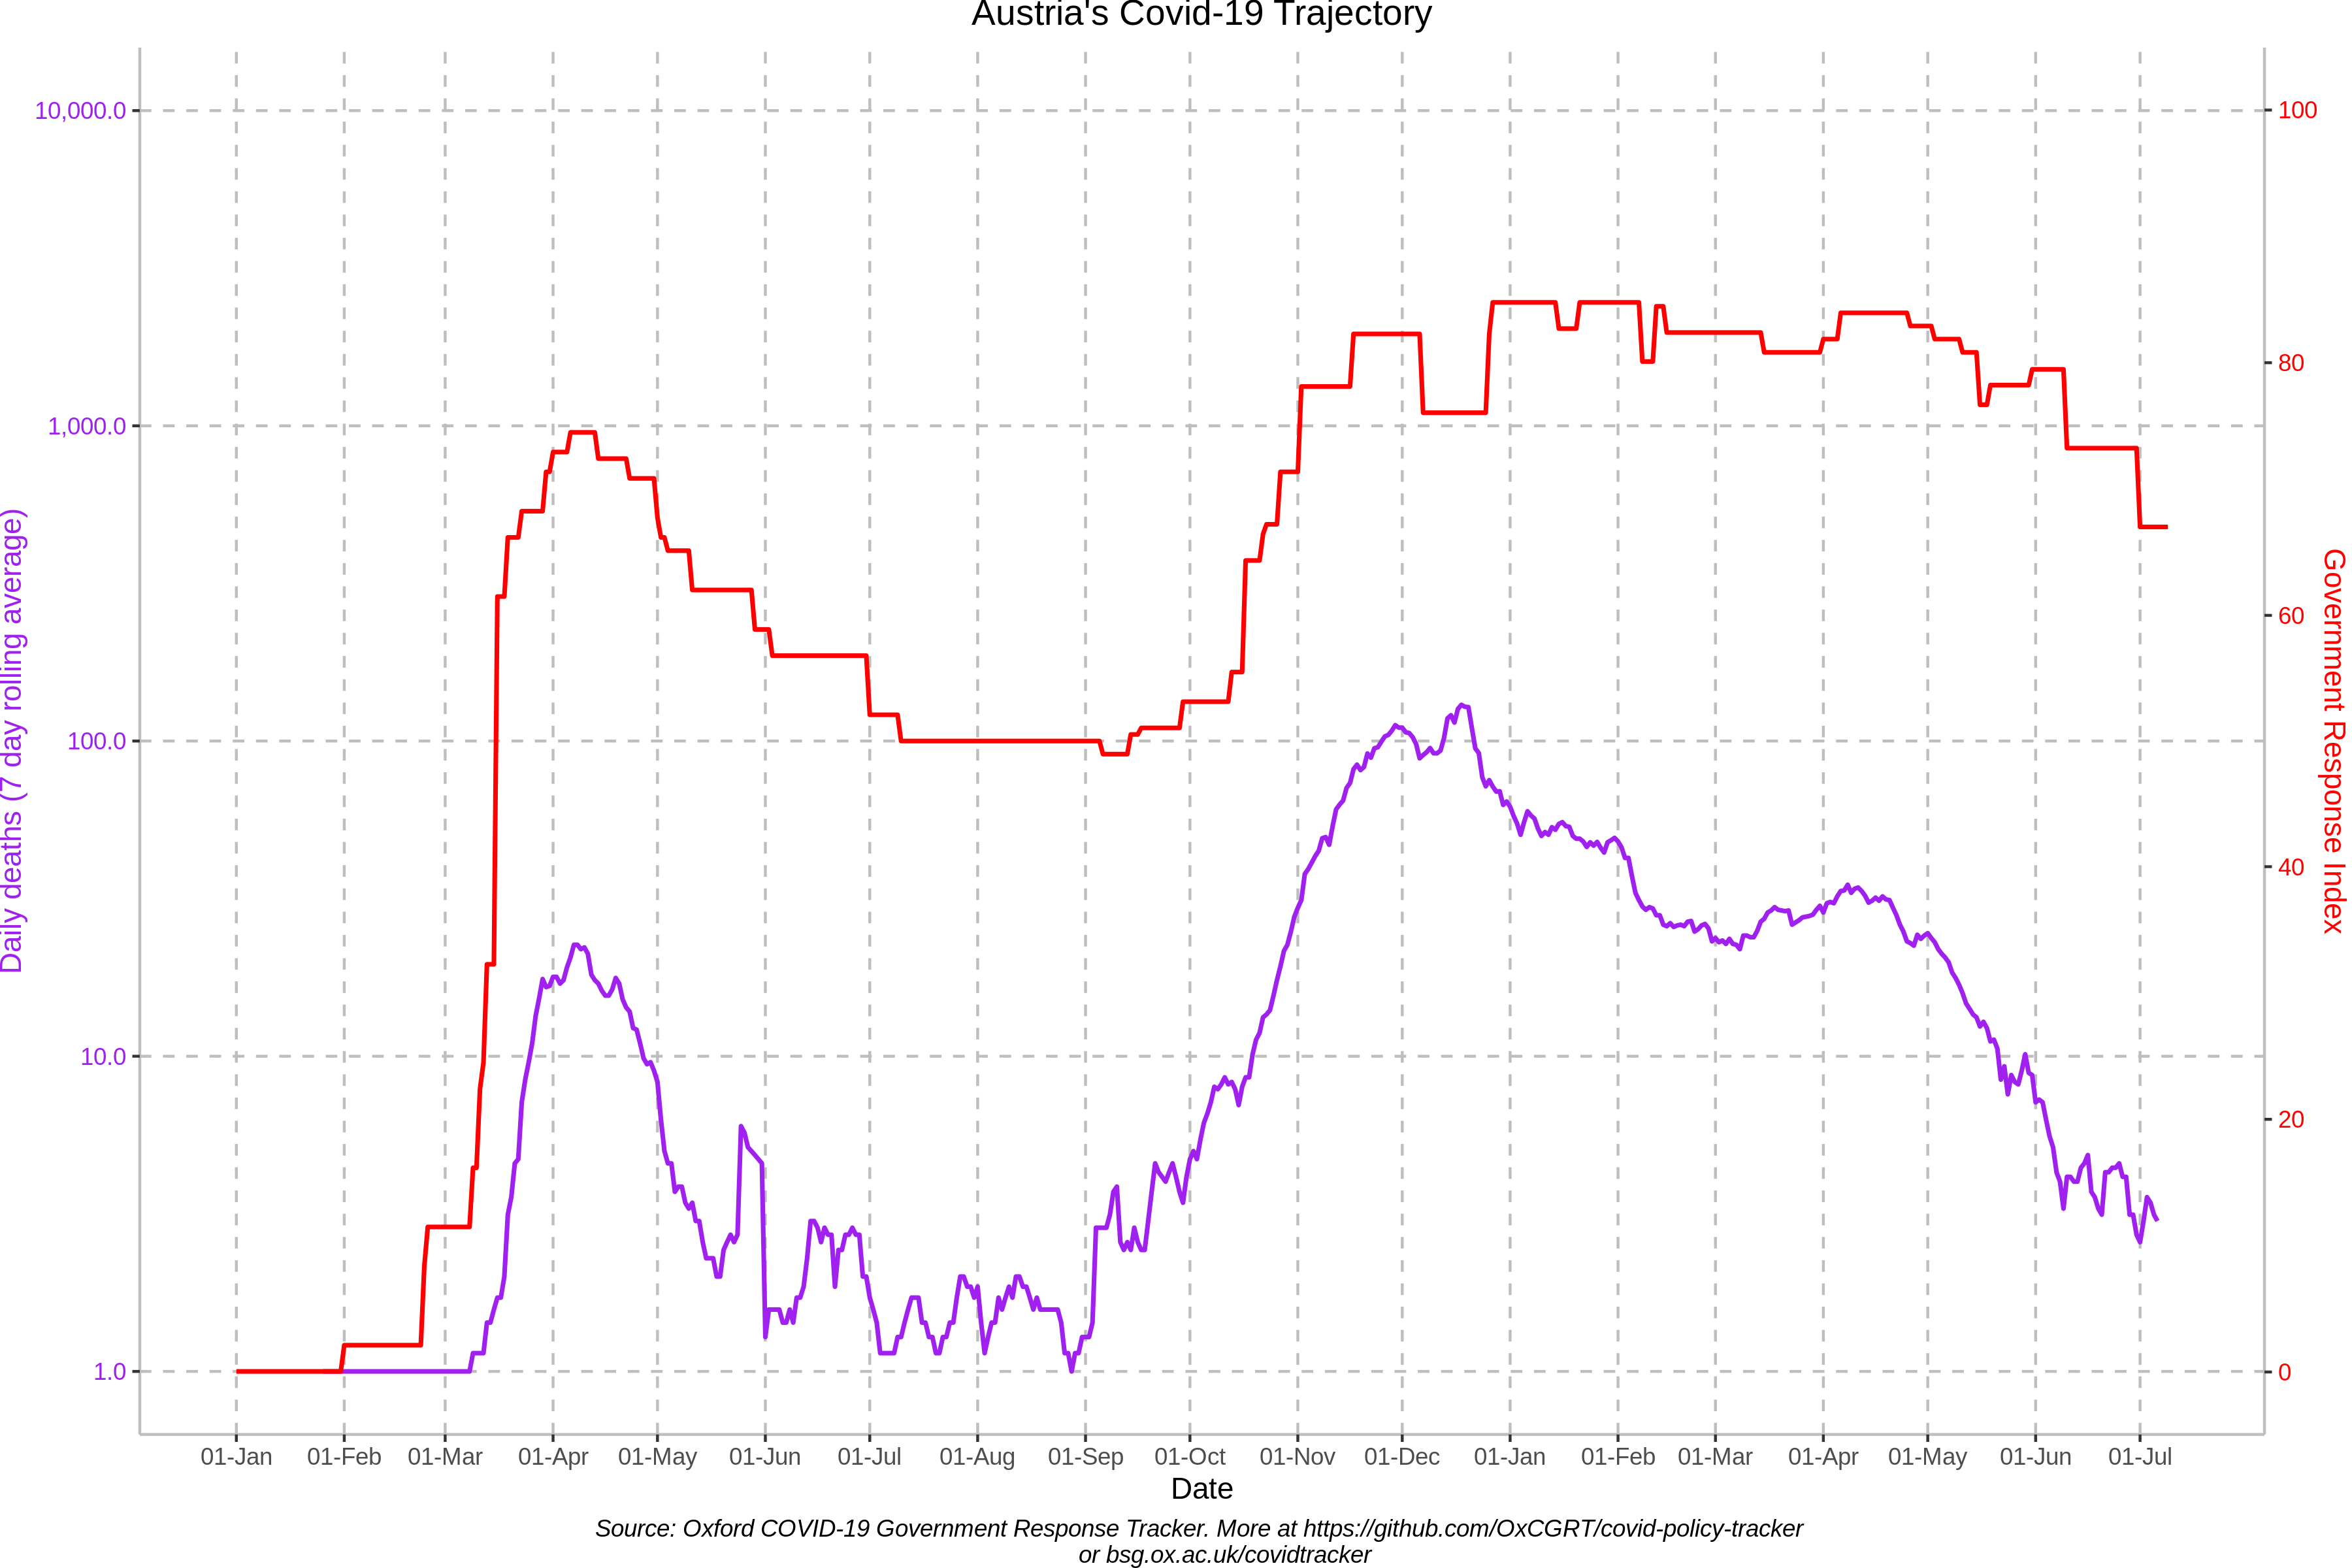 Austria's Covid-19 Trajectory
Daily deaths (7 day rolling average)
10,000.0
1,000.0
100.0
10.0
1.0
100
80
60
40
20
0
Government Response Index
01-Jan 01-Feb 01-Mar 01-Apr 01-May 01-Jun 01-Jul 01-Aug 01-Sep 01-Oct 01-Nov 01-Dec 01-Jan 01-Feb 01-Mar 01-Apr 01-May 01-Jun 01-Jul
Date
Source: Oxford COVID-19 Government Response Tracker. More at https://github.com/OxCGRT/covid-policy-tracker
or bsg.ox.ac.uk/covidtracker